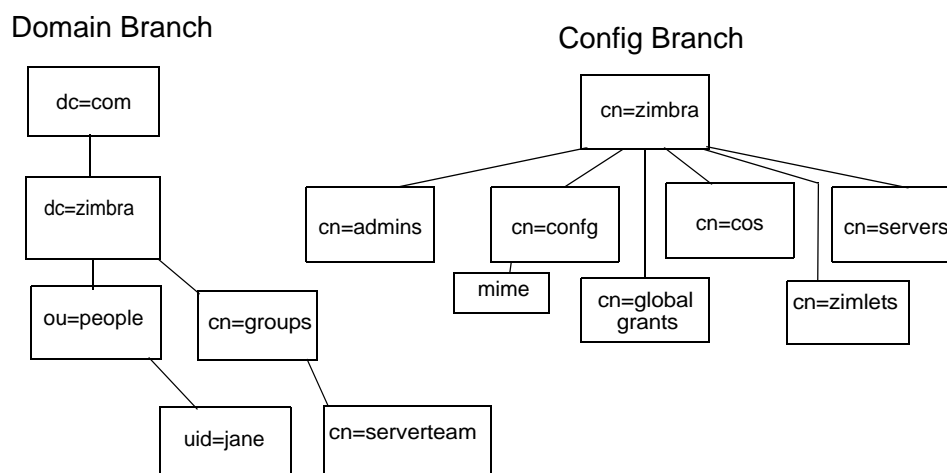 Domain Branch
Config Branch
dc=com
cn=zimbra
dc=zimbra
cn=admins
cn=confg
cn=cos
cn=servers
mime
cn=global
grants
cn=zimlets
ou=people
cn=groups
uid=jane
cn=serverteam